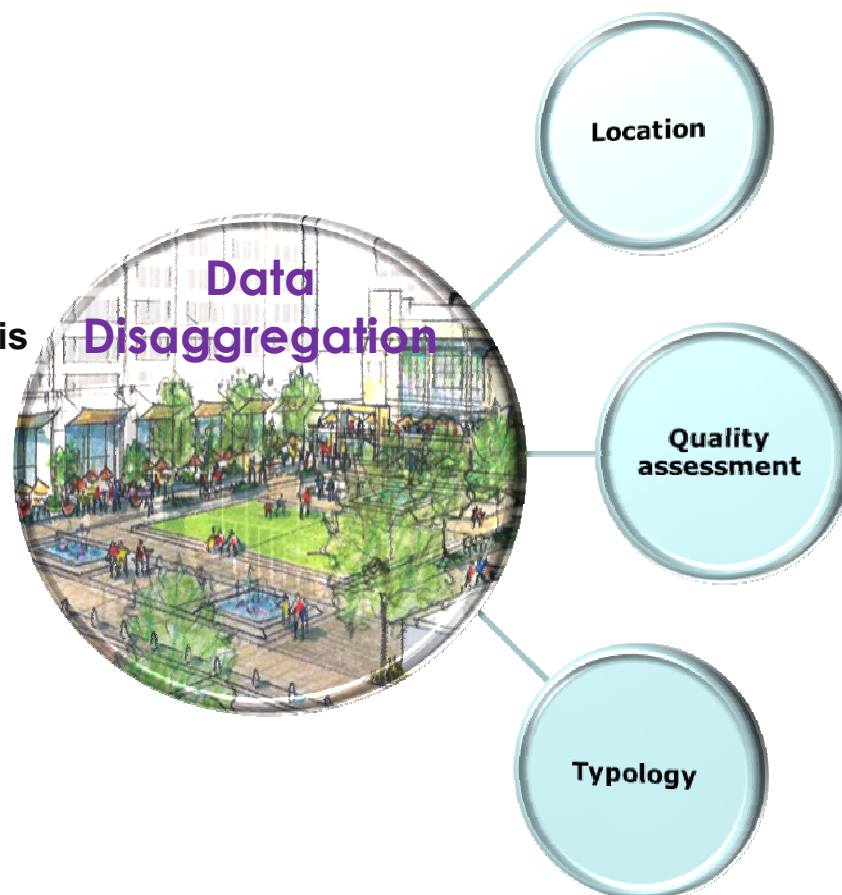 Location
Data
is
Disaggregation
Quality
assessment
Typology